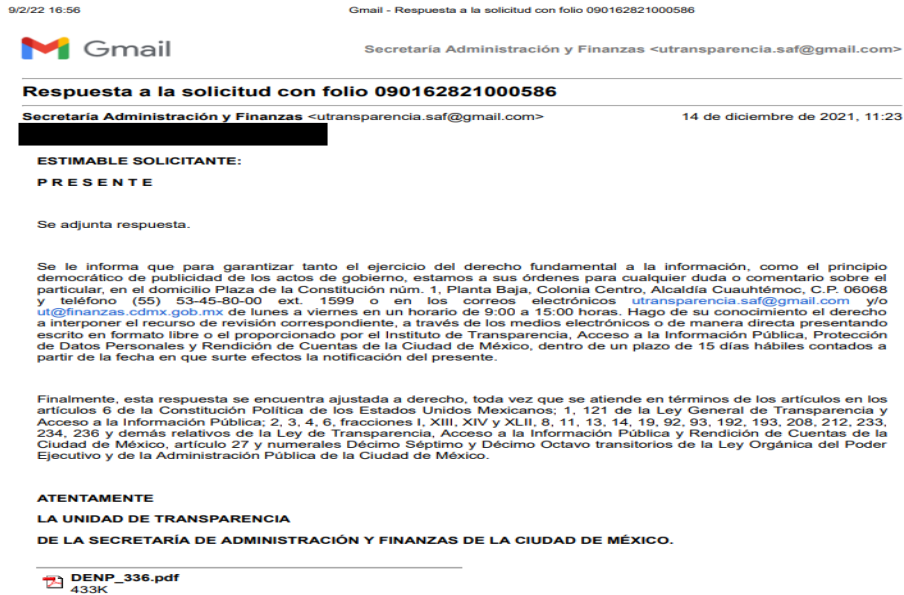 9/2/22 16:56
Gmail - Respuesta a la solicitud con folio 090162821000586
Gmail
Secretaría Administración y Finanzas <utransparencia.saf@gmail.com>
Respuesta a la solicitud con folio 090162821000586
Secretaría Administración y Finanzas <utransparencia.saf@gmail.com>
14 de diciembre de 2021, 11:23
ESTIMABLE SOLICITANTE:
P R E S E N T E
Se adjunta respuesta.
Se le informa que para garantizar tanto el ejercicio del derecho fundamental a la información, como el principio
democrático de publicidad de los actos de gobierno, estamos a sus órdenes para cualquier duda o comentario sobre el
particular, en el domicilio Plaza de la Constitución núm. 1, Planta Baja, Colonia Centro, Alcaldía Cuauhtémoc, C.P. 06068
y teléfono (55) 53-45-80-00 ext. 1599 o en los correos electrónicos utransparencia.saf@gmail.com y/o
ut@finanzas.cdmx.gob.mx de lunes a viernes en un horario de 9:00 a 15:00 horas. Hago de su conocimiento el derecho
a interponer el recurso de revisión correspondiente, a través de los medios electrónicos o de manera directa presentando
escrito en formato libre o el proporcionado por el Instituto de Transparencia, Acceso a la Información Pública, Protección
de Datos Personales y Rendición de Cuentas de la Ciudad de México, dentro de un plazo de 15 días hábiles contados a
partir de la fecha en que surte efectos la notificación del presente.
Finalmente, esta respuesta se encuentra ajustada a derecho, toda vez que se atiende en términos de los artículos en los
artículos 6 de la Constitución Política de los Estados Unidos Mexicanos; 1, 121 de la Ley General de Transparencia y
Acceso a la Información Pública; 2, 3, 4, 6, fracciones I, XIII, XIV y XLII, 8, 11, 13, 14, 19, 92, 93, 192, 193, 208, 212, 233,
234, 236 y demás relativos de la Ley de Transparencia, Acceso a la Información Pública y Rendición de Cuentas de la
Ciudad de México, artículo 27 y numerales Décimo Séptimo y Décimo Octavo transitorios de la Ley Orgánica del Poder
Ejecutivo y de la Administración Pública de la Ciudad de México.
ATENTAMENTE
LA UNIDAD DE TRANSPARENCIA
DE LA SECRETARÍA DE ADMINISTRACIÓN Y FINANZAS DE LA CIUDAD DE MÉXICO.
DENP_336.pdf
433K